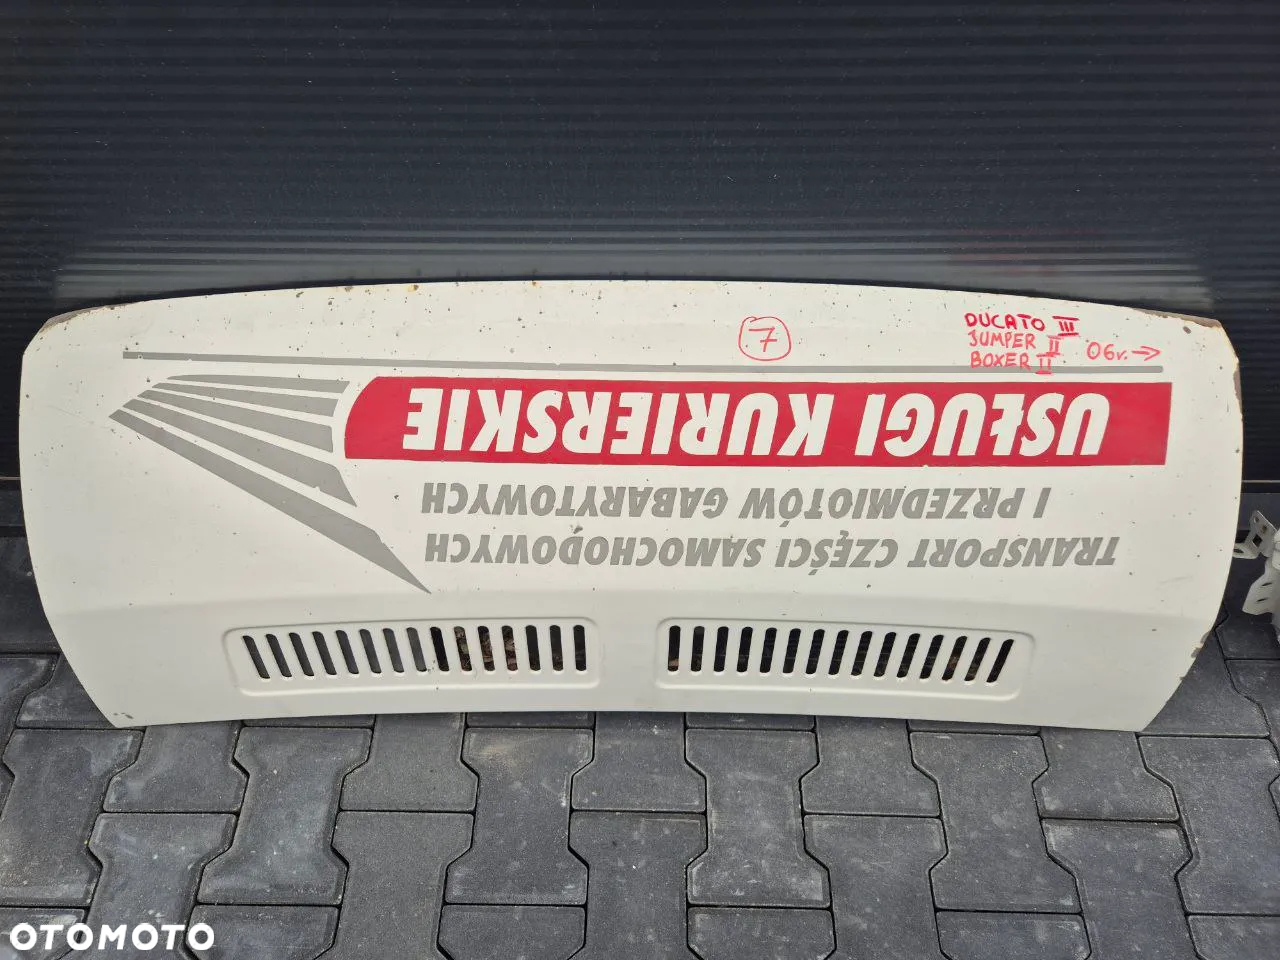 7
DUCATO III
JUMPER II
BOXER II
06r. →
USŁUGI KURIERSKIE
I PRZEDMIOTÓW GABARYTOWYCH
TRANSPORT CZĘŚCI SAMOCHODOWYCH
OTOMOTO